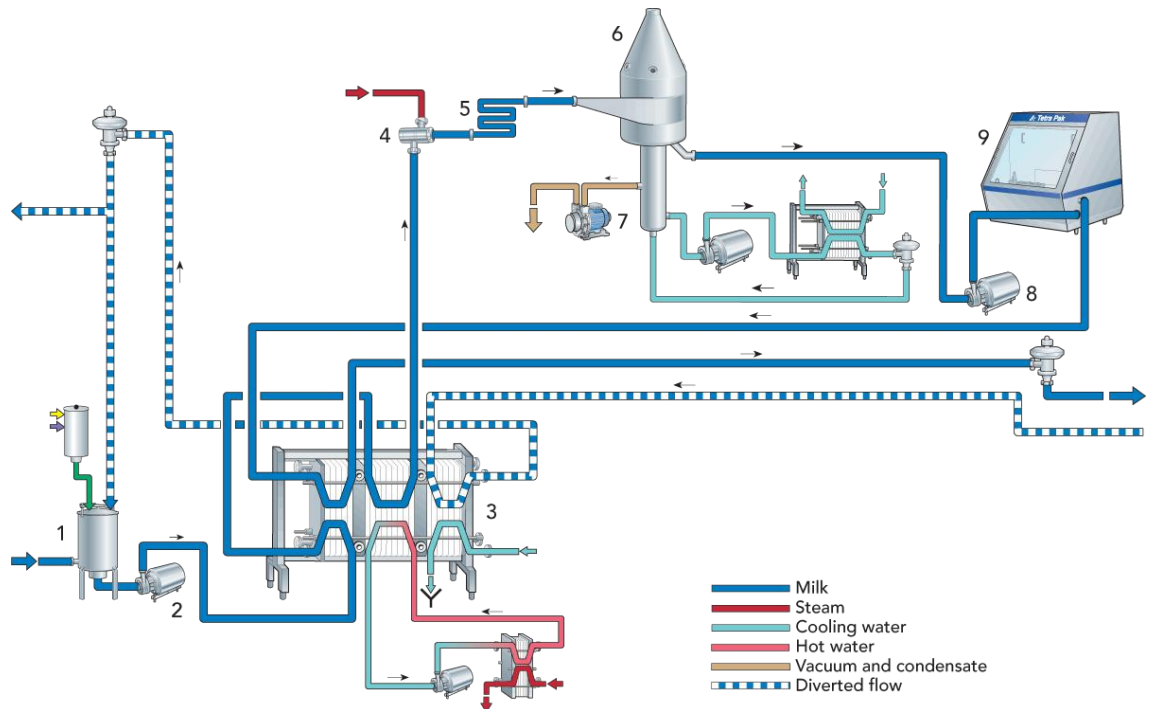 6
5
4
9
Tetra Pak
7
8
3
1
2
Milk
Steam
Cooling water
Hot water
Vacuum and condensate
Diverted flow